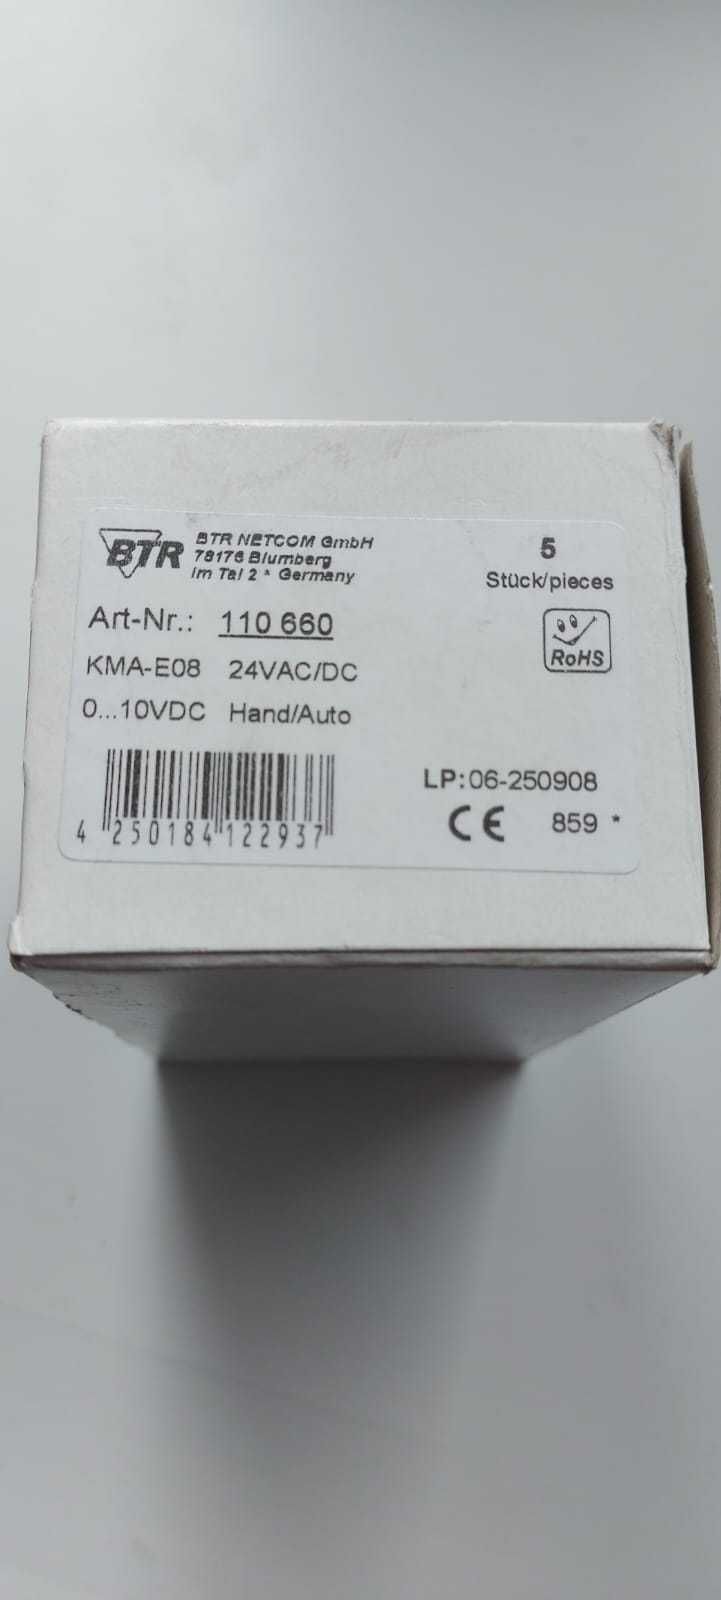 BTR
BTR NETCOM GmbH
78176 Blumberg
Im Tal 2 * Germany
5
Stück/pieces
Art-Nr.: 110 660
RoHS
KMA-E08 24VAC/DC
0...10VDC Hand/Auto
LP:06-250908
CE 859 *
4 250184 122937